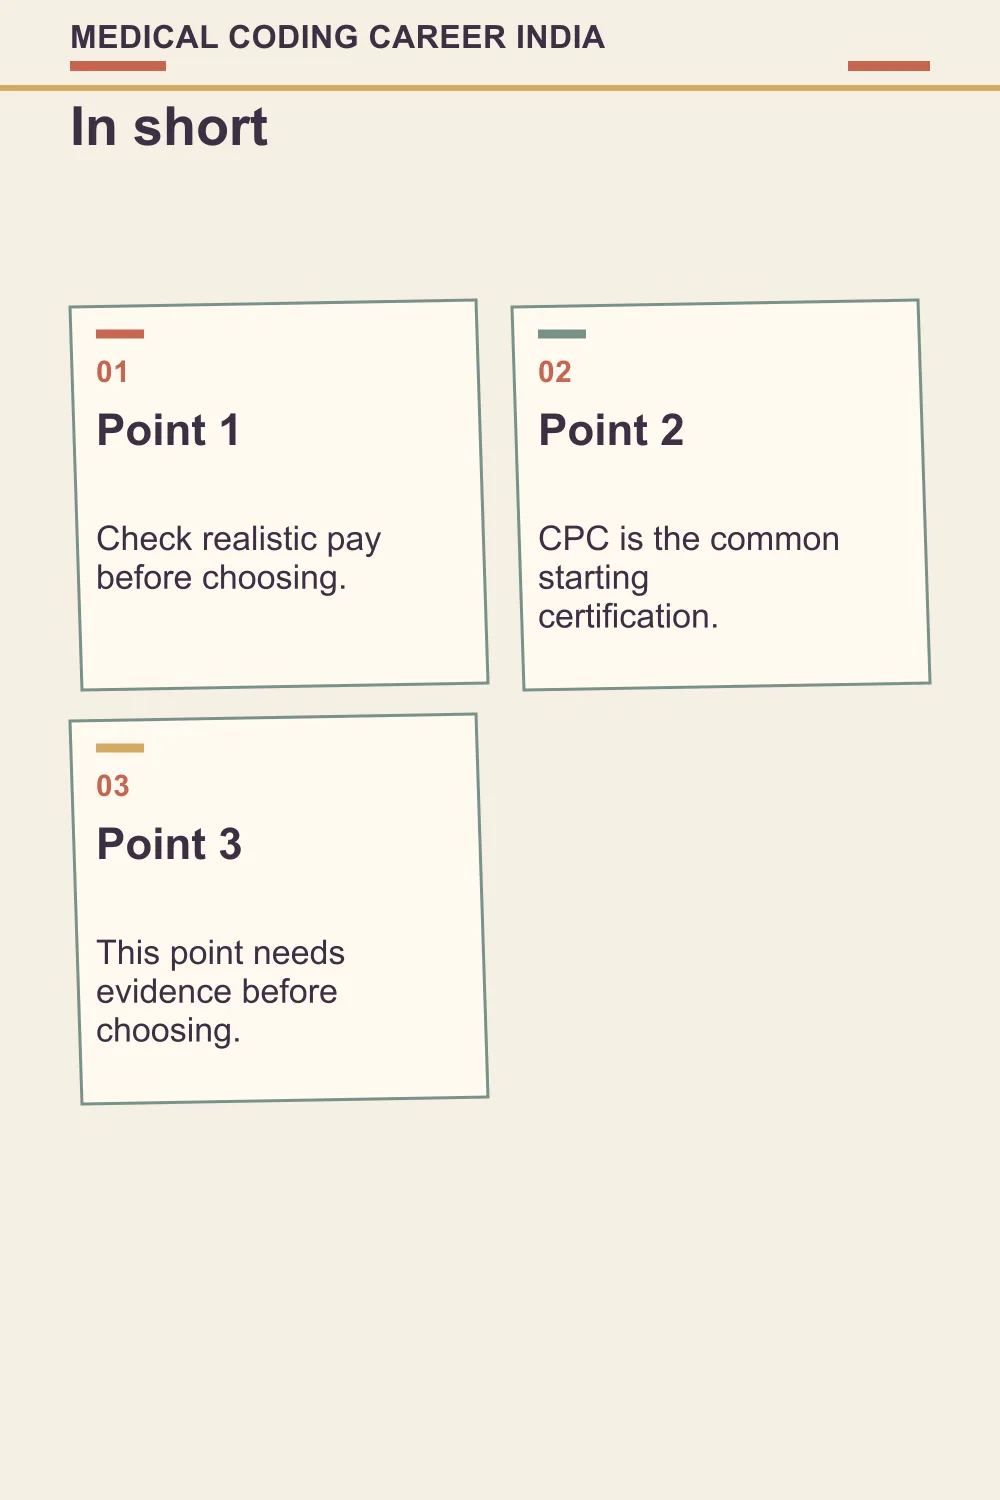 MEDICAL CODING CAREER INDIA
In short
01
Point 1
Check realistic pay
before choosing.
02
Point 2
CPC is the common
starting
certification.
03
Point 3
This point needs
evidence before
choosing.